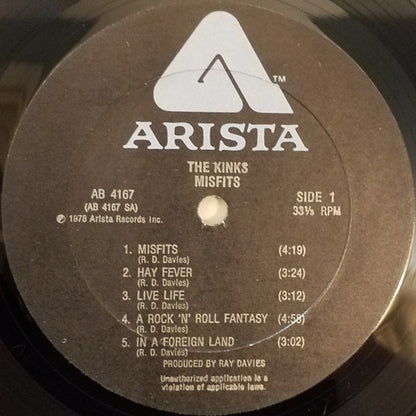 TM
ARISTA
THE KINKS
MISFITS
AB 4167
(AB 4167 SA)
℗ 1978 Arista Records Inc.
SIDE 1
33⅓ RPM
1. MISFITS (4:19)
(R. D. Davies)
2. HAY FEVER (3:24)
(R. D. Davies)
3. LIVE LIFE (3:12)
(R. D. Davies)
4. A ROCK 'N' ROLL FANTASY (4:58)
(R. D. Davies)
5. IN A FOREIGN LAND (3:02)
(R. D. Davies)
PRODUCED BY RAY DAVIES
Unauthorized duplication is a
violation of applicable laws.